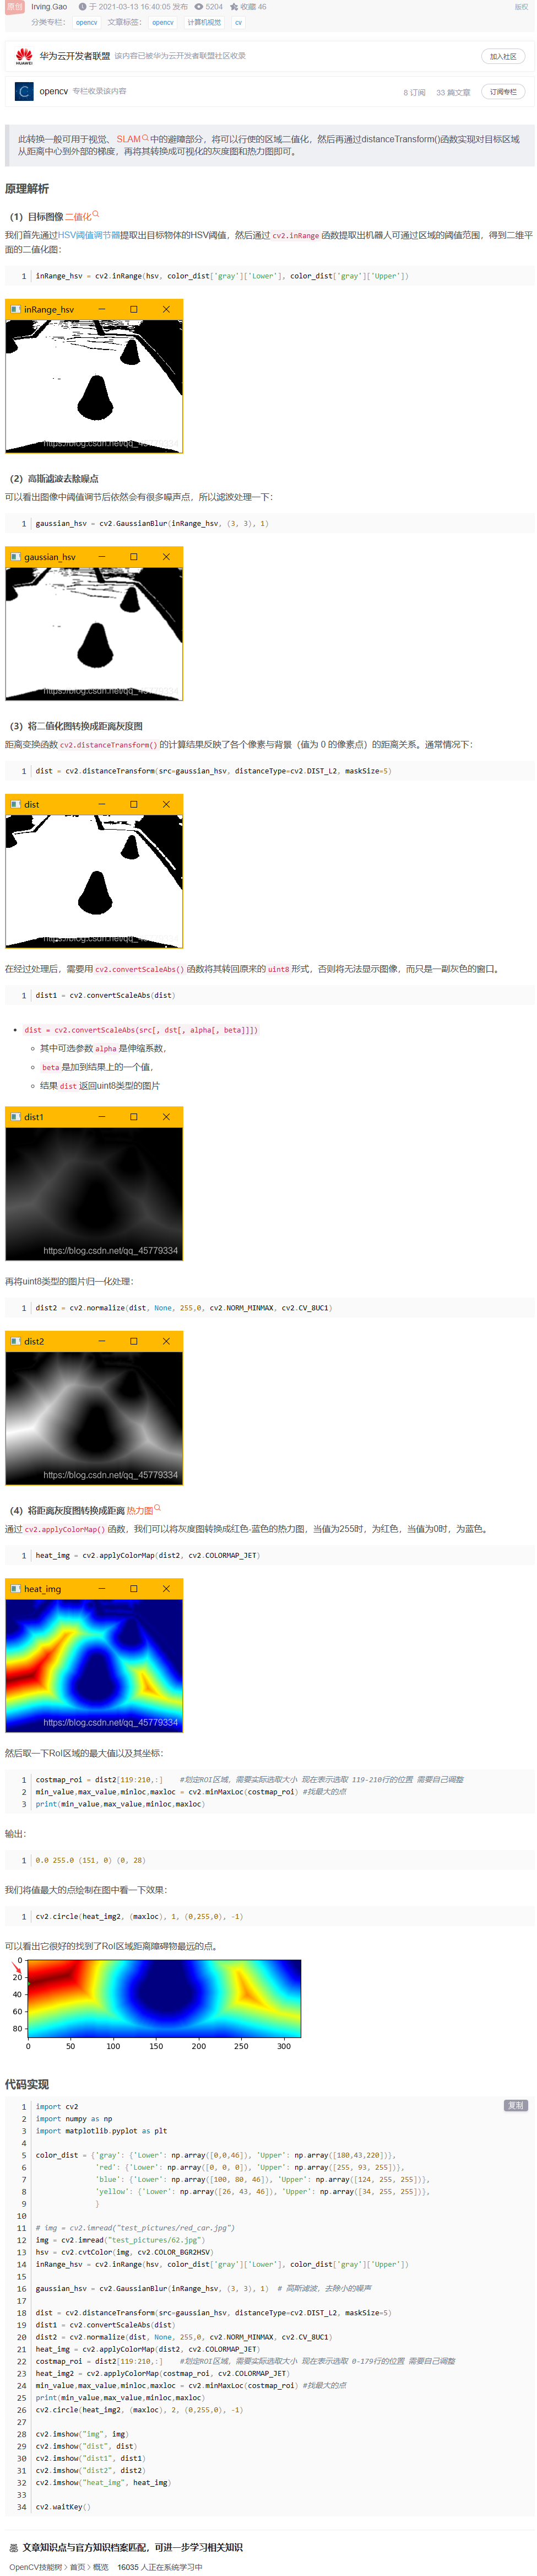 原创 Irving.Gao 于 2021-03-13 16:40:05 发布 5204 收藏 46 版权
分类专栏： opencv 文章标签： opencv 计算机视觉 cv
HUAWEI 华为云开发者联盟 该内容已被华为云开发者联盟社区收录 加入社区
opencv 专栏收录该内容 8 订阅 33 篇文章 订阅专栏
此转换一般可用于视觉、SLAM中的避障部分，将可以行使的区域二值化，然后再通过distanceTransform()函数实现对目标区域
从距离中心到外部的梯度，再将其转换成可视化的灰度图和热力图即可。
原理解析
（1）目标图像 二值化
我们首先通过HSV阈值调节器提取出目标物体的HSV阈值，然后通过 cv2.inRange 函数提取出机器人可通过区域的阈值范围，得到二维平
面的二值化图：
1 inRange_hsv = cv2.inRange(hsv, color_dist['gray']['Lower'], color_dist['gray']['Upper'])
inRange_hsv
https://blog.csdn.net/qq_45779334
（2）高斯滤波去除噪点
可以看出图像中阈值调节后依然会有很多噪声点，所以滤波处理一下：
1 gaussian_hsv = cv2.GaussianBlur(inRange_hsv, (3, 3), 1)
gaussian_hsv
https://blog.csdn.net/qq_45779334
（3）将二值化图转换成距离灰度图
距离变换函数 cv2.distanceTransform() 的计算结果反映了各个像素与背景（值为 0 的像素点）的距离关系。通常情况下：
1 dist = cv2.distanceTransform(src=gaussian_hsv, distanceType=cv2.DIST_L2, maskSize=5)
dist
https://blog.csdn.net/qq_45779334
在经过处理后，需要用 cv2.convertScaleAbs() 函数将其转回原来的 uint8 形式，否则将无法显示图像，而只是一副灰色的窗口。
1 dist1 = cv2.convertScaleAbs(dist)
• dist = cv2.convertScaleAbs(src[, dst[, alpha[, beta]]])
◦ 其中可选参数 alpha 是伸缩系数，
◦ beta 是加到结果上的一个值，
◦ 结果 dist 返回uint8类型的图片
dist1
https://blog.csdn.net/qq_45779334
再将uint8类型的图片归一化处理：
1 dist2 = cv2.normalize(dist, None, 255,0, cv2.NORM_MINMAX, cv2.CV_8UC1)
dist2
https://blog.csdn.net/qq_45779334
（4）将距离灰度图转换成距离 热力图
通过 cv2.applyColorMap() 函数，我们可以将灰度图转换成红色-蓝色的热力图，当值为255时，为红色，当值为0时，为蓝色。
1 heat_img = cv2.applyColorMap(dist2, cv2.COLORMAP_JET)
heat_img
https://blog.csdn.net/qq_45779334
然后取一下RoI区域的最大值以及其坐标：
1 costmap_roi = dist2[119:210,:] #划定ROI区域，需要实际选取大小 现在表示选取 119-210行的位置 需要自己调整
2 min_value,max_value,minloc,maxloc = cv2.minMaxLoc(costmap_roi) #找最大的点
3 print(min_value,max_value,minloc,maxloc)
输出：
1 0.0 255.0 (151, 0) (0, 28)
我们将值最大的点绘制在图中看一下效果：
1 cv2.circle(heat_img2, (maxloc), 1, (0,255,0), -1)
可以看出它很好的找到了RoI区域距离障碍物最远的点。
0
20
40
60
80
0 50 100 150 200 250 300
代码实现
复制
1 import cv2
2 import numpy as np
3 import matplotlib.pyplot as plt
4
5 color_dist = {'gray': {'Lower': np.array([0,0,46]), 'Upper': np.array([180,43,220])},
6 'red': {'Lower': np.array([0, 0, 0]), 'Upper': np.array([255, 93, 255])},
7 'blue': {'Lower': np.array([100, 80, 46]), 'Upper': np.array([124, 255, 255])},
8 'yellow': {'Lower': np.array([26, 43, 46]), 'Upper': np.array([34, 255, 255])},
9 }
10
11 # img = cv2.imread("test_pictures/red_car.jpg")
12 img = cv2.imread("test_pictures/62.jpg")
13 hsv = cv2.cvtColor(img, cv2.COLOR_BGR2HSV)
14 inRange_hsv = cv2.inRange(hsv, color_dist['gray']['Lower'], color_dist['gray']['Upper'])
15
16 gaussian_hsv = cv2.GaussianBlur(inRange_hsv, (3, 3), 1) # 高斯滤波，去除小的噪声
17
18 dist = cv2.distanceTransform(src=gaussian_hsv, distanceType=cv2.DIST_L2, maskSize=5)
19 dist1 = cv2.convertScaleAbs(dist)
20 dist2 = cv2.normalize(dist, None, 255,0, cv2.NORM_MINMAX, cv2.CV_8UC1)
21 heat_img = cv2.applyColorMap(dist2, cv2.COLORMAP_JET)
22 costmap_roi = dist2[119:210,:] #划定ROI区域，需要实际选取大小 现在表示选取 0-179行的位置 需要自己调整
23 heat_img2 = cv2.applyColorMap(costmap_roi, cv2.COLORMAP_JET)
24 min_value,max_value,minloc,maxloc = cv2.minMaxLoc(costmap_roi) #找最大的点
25 print(min_value,max_value,minloc,maxloc)
26 cv2.circle(heat_img2, (maxloc), 2, (0,255,0), -1)
27
28 cv2.imshow("img", img)
29 cv2.imshow("dist", dist)
30 cv2.imshow("dist1", dist1)
31 cv2.imshow("dist2", dist2)
32 cv2.imshow("heat_img", heat_img)
33
34 cv2.waitKey()
文章知识点与官方知识档案匹配，可进一步学习相关知识
OpenCV技能树 > 首页 > 概览 16035 人正在系统学习中